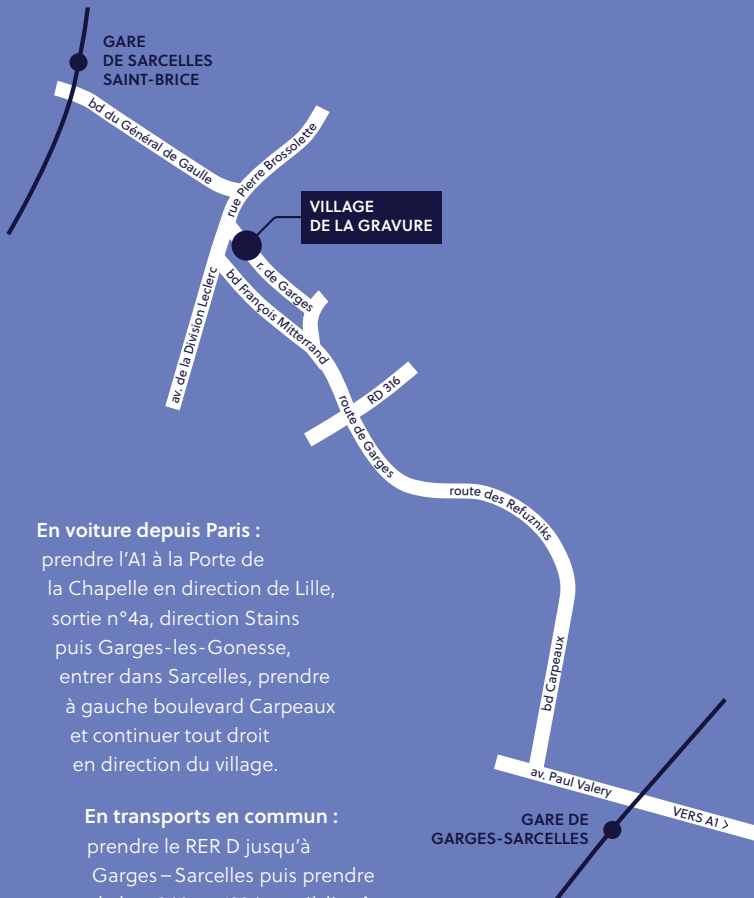 GARE
DE SARCELLES
SAINT-BRICE
bd du Général de Gaulle
rue Pierre Brossolette
VILLAGE
DE LA GRAVURE
r. de Garges
bd François Mitterrand
av. de la Division Leclerc
RD 316
route de Garges
route des Refuzniks
bd Carpeaux
av. Paul Valery
VERS A1 >
GARE DE
GARGES-SARCELLES
En voiture depuis Paris :
prendre l'A1 à la Porte de
la Chapelle en direction de Lille,
sortie n°4a, direction Stains
puis Garges-les-Gonesse,
entrer dans Sarcelles, prendre
à gauche boulevard Carpeaux
et continuer tout droit
en direction du village.
En transports en commun :
prendre le RER D jusqu'à
Garges – Sarcelles puis prendre